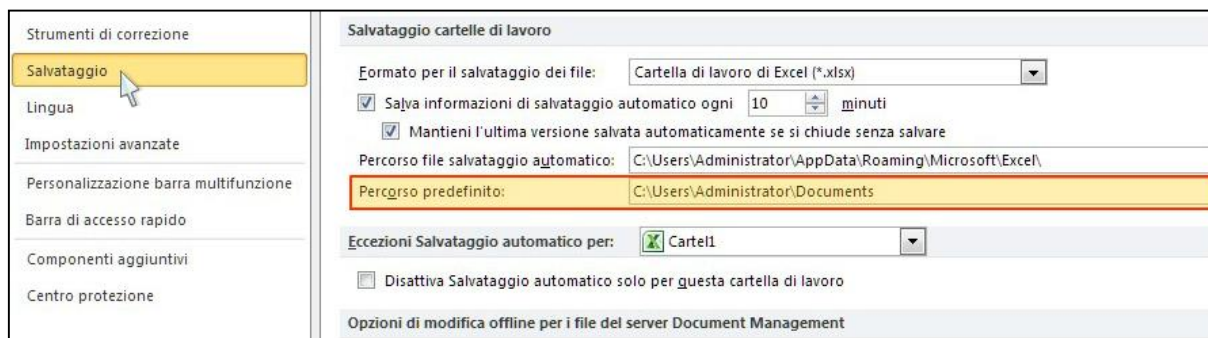 Strumenti di correzione
Salvataggio
Lingua
Impostazioni avanzate
Personalizzazione barra multifunzione
Barra di accesso rapido
Componenti aggiuntivi
Centro protezione
Salvataggio cartelle di lavoro
Formato per il salvataggio dei file: Cartella di lavoro di Excel (*.xlsx)
Salva informazioni di salvataggio automatico ogni 10 minuti
Mantieni l'ultima versione salvata automaticamente se si chiude senza salvare
Percorso file salvataggio automatico: C:\Users\Administrator\AppData\Roaming\Microsoft\Excel\
Percorso predefinito: C:\Users\Administrator\Documents
Eccezioni Salvataggio automatico per: Cartel1
Disattiva Salvataggio automatico solo per questa cartella di lavoro
Opzioni di modifica offline per i file del server Document Management